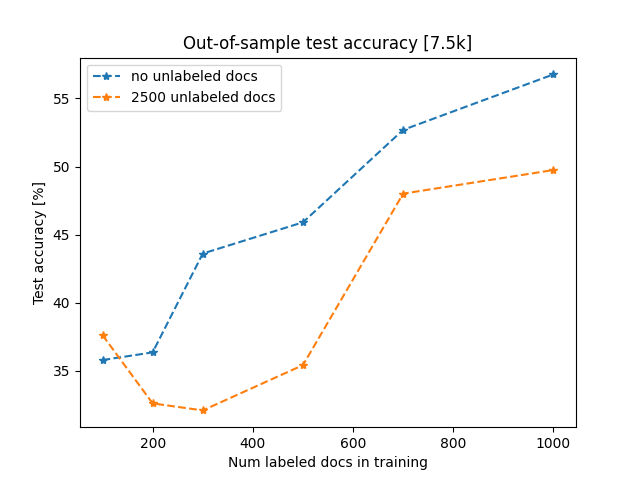 Out-of-sample test accuracy [7.5k]
no unlabeled docs
2500 unlabeled docs
Test accuracy [%]
55
50
45
40
35
200 400 600 800 1000
Num labeled docs in training